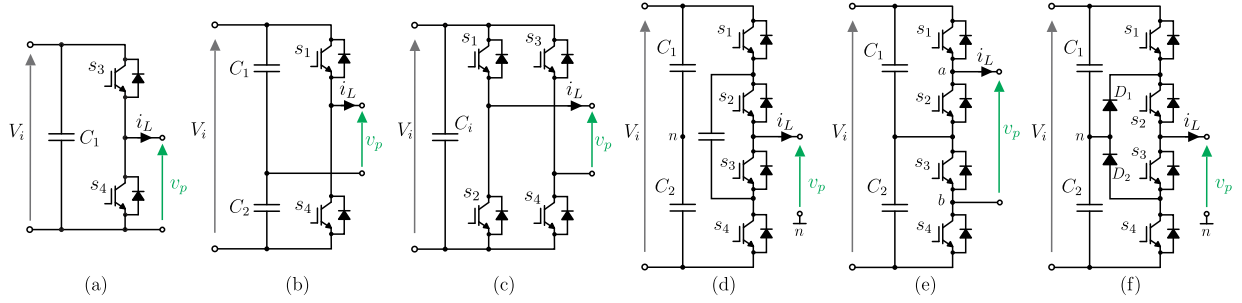 V_i
C_1
s_3
s_4
i_L
v_p
(a)
V_i
C_1
C_2
s_1
s_4
i_L
v_p
(b)
V_i
C_i
s_1
s_3
s_2
s_4
i_L
v_p
(c)
V_i
C_1
n
C_2
s_1
s_2
s_3
s_4
i_L
v_p
n
(d)
V_i
C_1
C_2
s_1
a
s_2
s_3
b
s_4
i_L
v_p
(e)
V_i
C_1
n
C_2
D_1
D_2
s_1
s_2
s_3
s_4
i_L
v_p
n
(f)